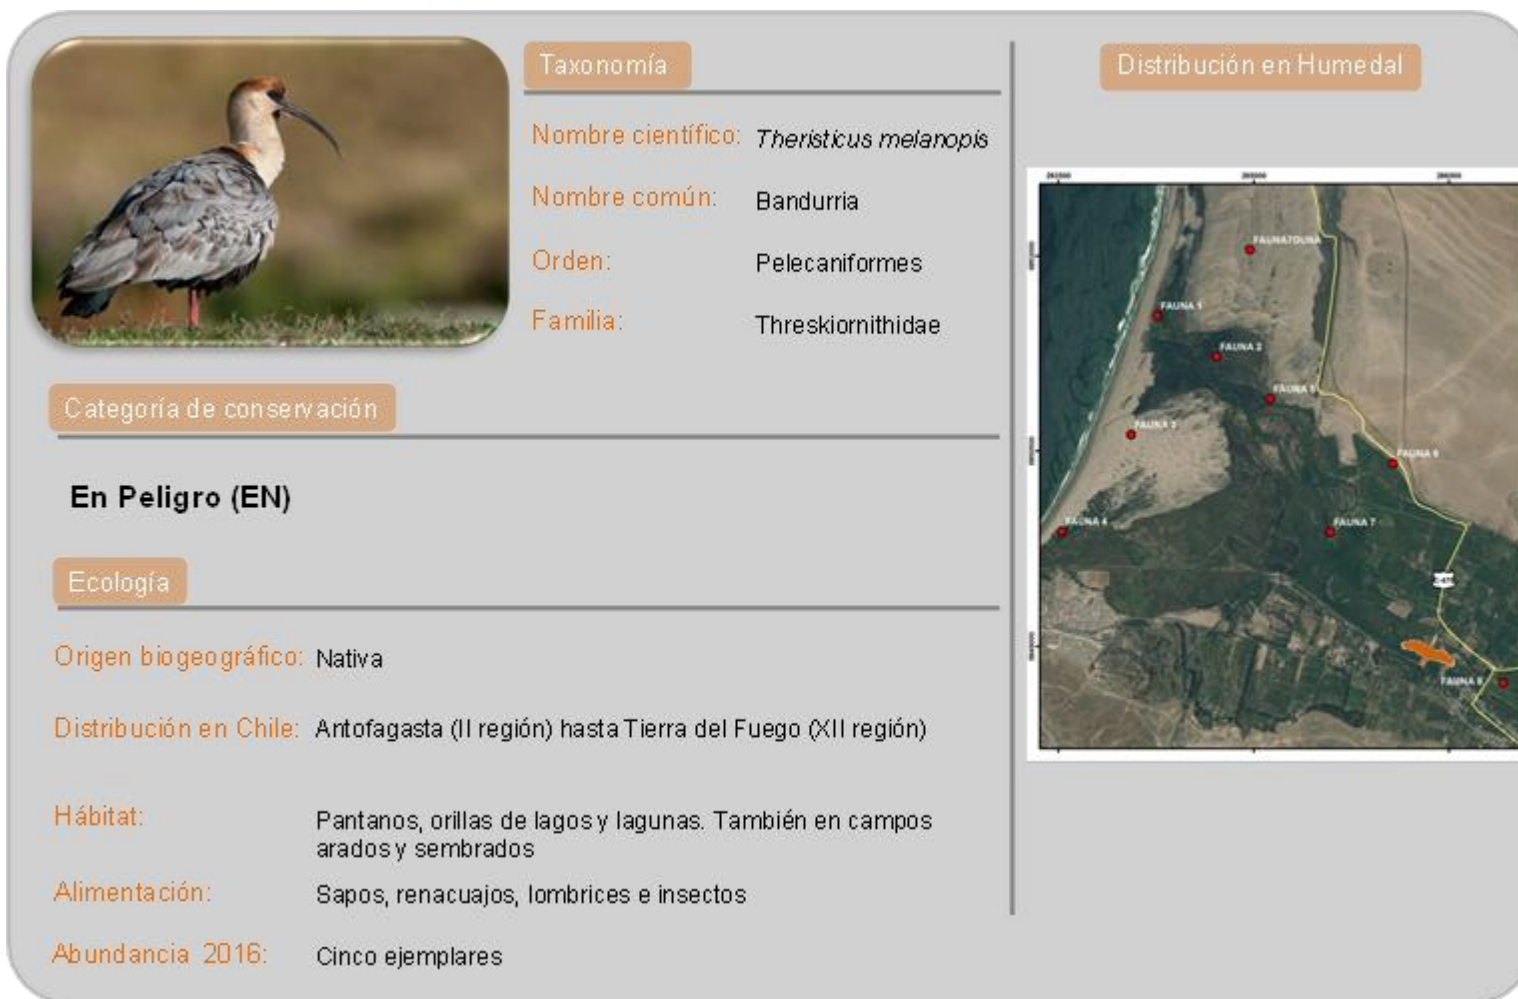 Taxonomía
Nombre científico: Theristicus melanopis
Nombre común: Bandurria
Orden: Pelecaniformes
Familia: Threskiornithidae
Categoría de conservación
En Peligro (EN)
Ecología
Origen biogeográfico: Nativa
Distribución en Chile: Antofagasta (II región) hasta Tierra del Fuego (XII región)
Hábitat: Pantanos, orillas de lagos y lagunas. También en campos
arados y sembrados
Alimentación: Sapos, renacuajos, lombrices e insectos
Abundancia 2016: Cinco ejemplares
Distribución en Humedal
FAUNA 1
FAUNA 2
FAUNA 5
FAUNA 3
FAUNA 6
FAUNA 4
FAUNA 7
FAUNA 8